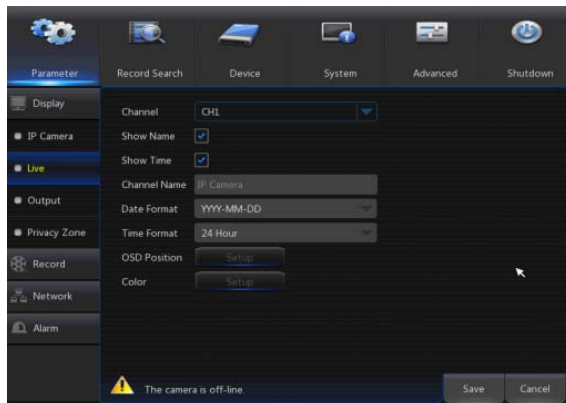 Parameter Record Search Device System Advanced Shutdown
Display
IP Camera
Live
Output
Privacy Zone
Record
Network
Alarm
Channel CH1
Show Name
Show Time
Channel Name IP Camera
Date Format YYYY-MM-DD
Time Format 24 Hour
OSD Position Setup
Color Setup
The camera is off-line.
Save Cancel